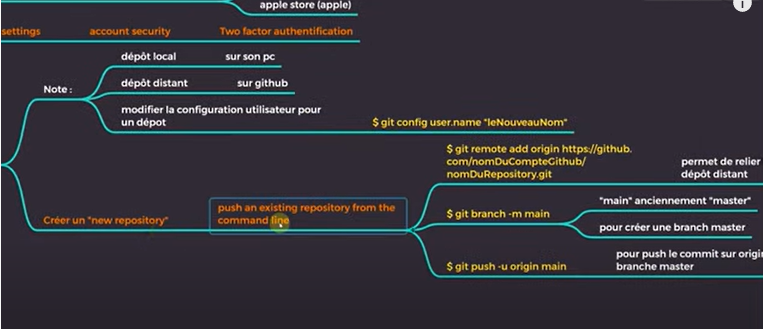 apple store (apple)
settings
account security
Two factor authentification
Note :
dépôt local
sur son pc
dépôt distant
sur github
modifier la configuration utilisateur pour
un dépot
$ git config user.name "leNouveauNom"
Créer un "new repository"
push an existing repository from the
command line
$ git remote add origin https://github.
com/nomDuCompteGithub/
nomDuRepository.git
permet de relier
dépôt distant
$ git branch -m main
"main" anciennement "master"
pour créer une branch master
$ git push -u origin main
pour push le commit sur origin
branche master